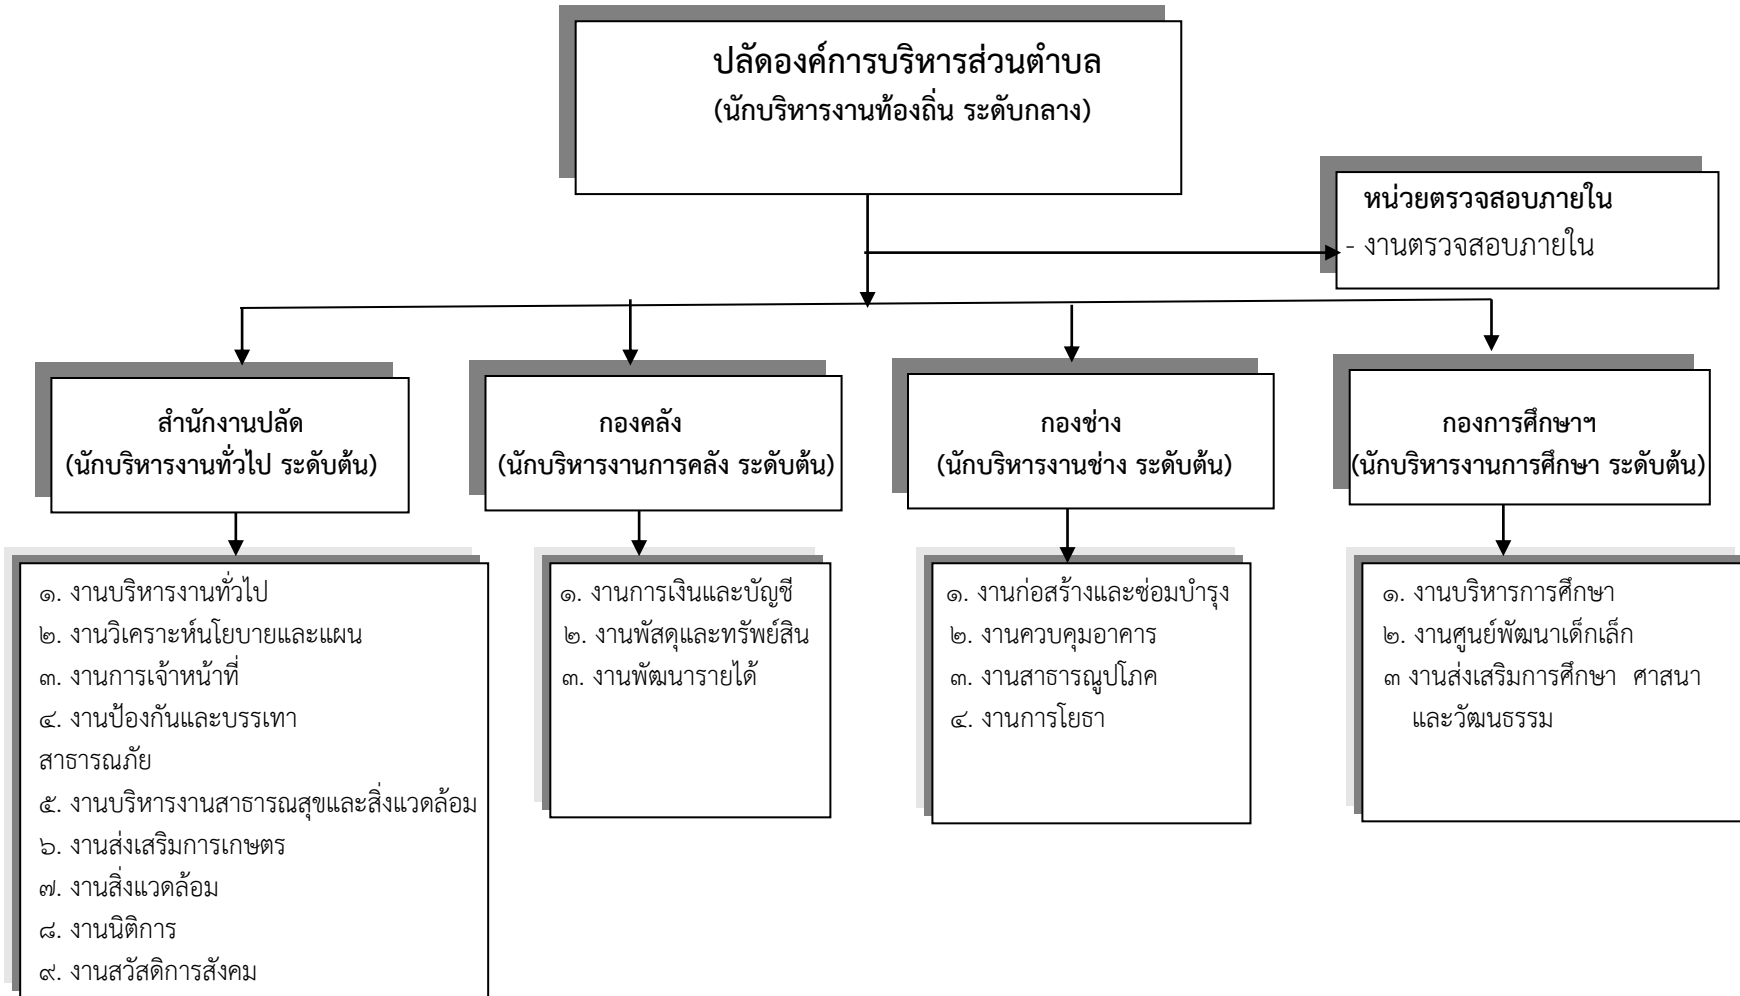 ปลัดองค์การบริหารส่วนตำบล
(นักบริหารงานท้องถิ่น ระดับกลาง)
หน่วยตรวจสอบภายใน
- งานตรวจสอบภายใน
สำนักงานปลัด
(นักบริหารงานทั่วไป ระดับต้น)
กองคลัง
(นักบริหารงานการคลัง ระดับต้น)
กองช่าง
(นักบริหารงานช่าง ระดับต้น)
กองการศึกษาฯ
(นักบริหารงานการศึกษา ระดับต้น)
๑. งานบริหารงานทั่วไป
๒. งานวิเคราะห์นโยบายและแผน
๓. งานการเจ้าหน้าที่
๔. งานป้องกันและบรรเทา
สาธารณภัย
๕. งานบริหารงานสาธารณสุขและสิ่งแวดล้อม
๖. งานส่งเสริมการเกษตร
๗. งานสิ่งแวดล้อม
๘. งานนิติการ
๙. งานสวัสดิการสังคม
๑. งานการเงินและบัญชี
๒. งานพัสดุและทรัพย์สิน
๓. งานพัฒนารายได้
๑. งานก่อสร้างและซ่อมบำรุง
๒. งานควบคุมอาคาร
๓. งานสาธารณูปโภค
๔. งานการโยธา
๑. งานบริหารการศึกษา
๒. งานศูนย์พัฒนาเด็กเล็ก
๓ งานส่งเสริมการศึกษา ศาสนา
และวัฒนธรรม